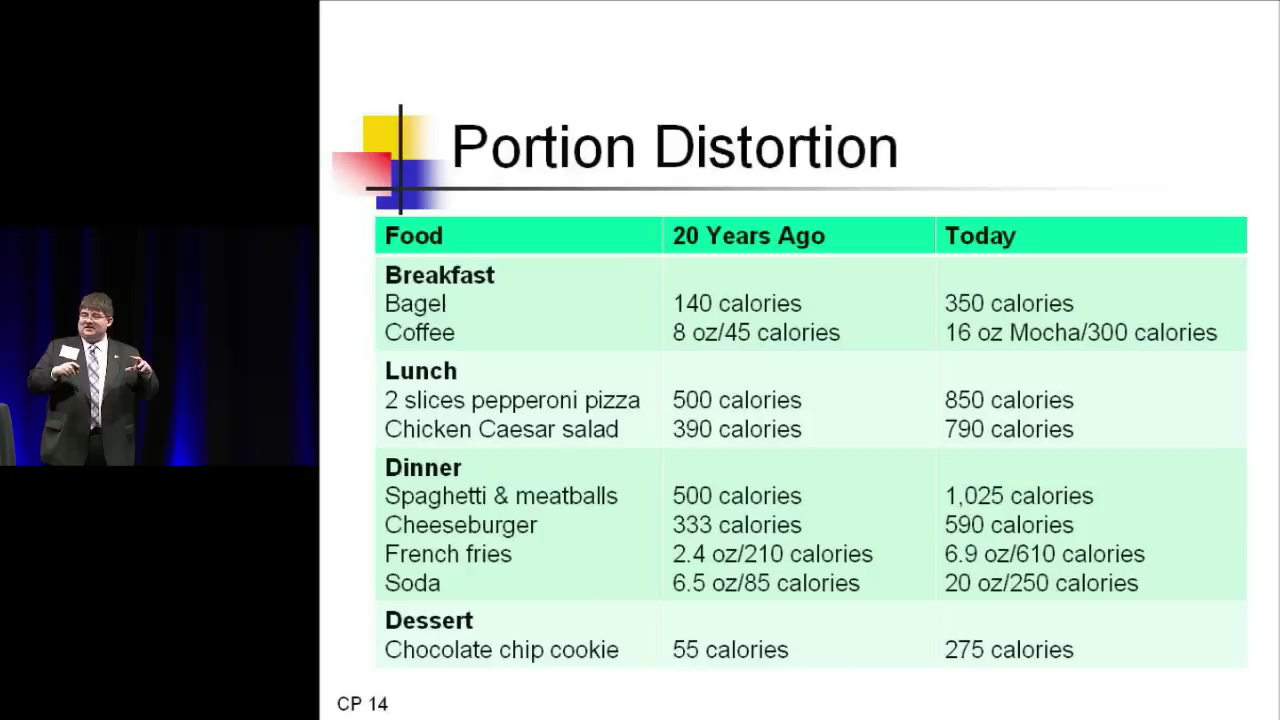 Portion Distortion
Food 20 Years Ago Today
Breakfast
Bagel 140 calories 350 calories
Coffee 8 oz/45 calories 16 oz Mocha/300 calories
Lunch
2 slices pepperoni pizza 500 calories 850 calories
Chicken Caesar salad 390 calories 790 calories
Dinner
Spaghetti & meatballs 500 calories 1,025 calories
Cheeseburger 333 calories 590 calories
French fries 2.4 oz/210 calories 6.9 oz/610 calories
Soda 6.5 oz/85 calories 20 oz/250 calories
Dessert
Chocolate chip cookie 55 calories 275 calories
CP 14